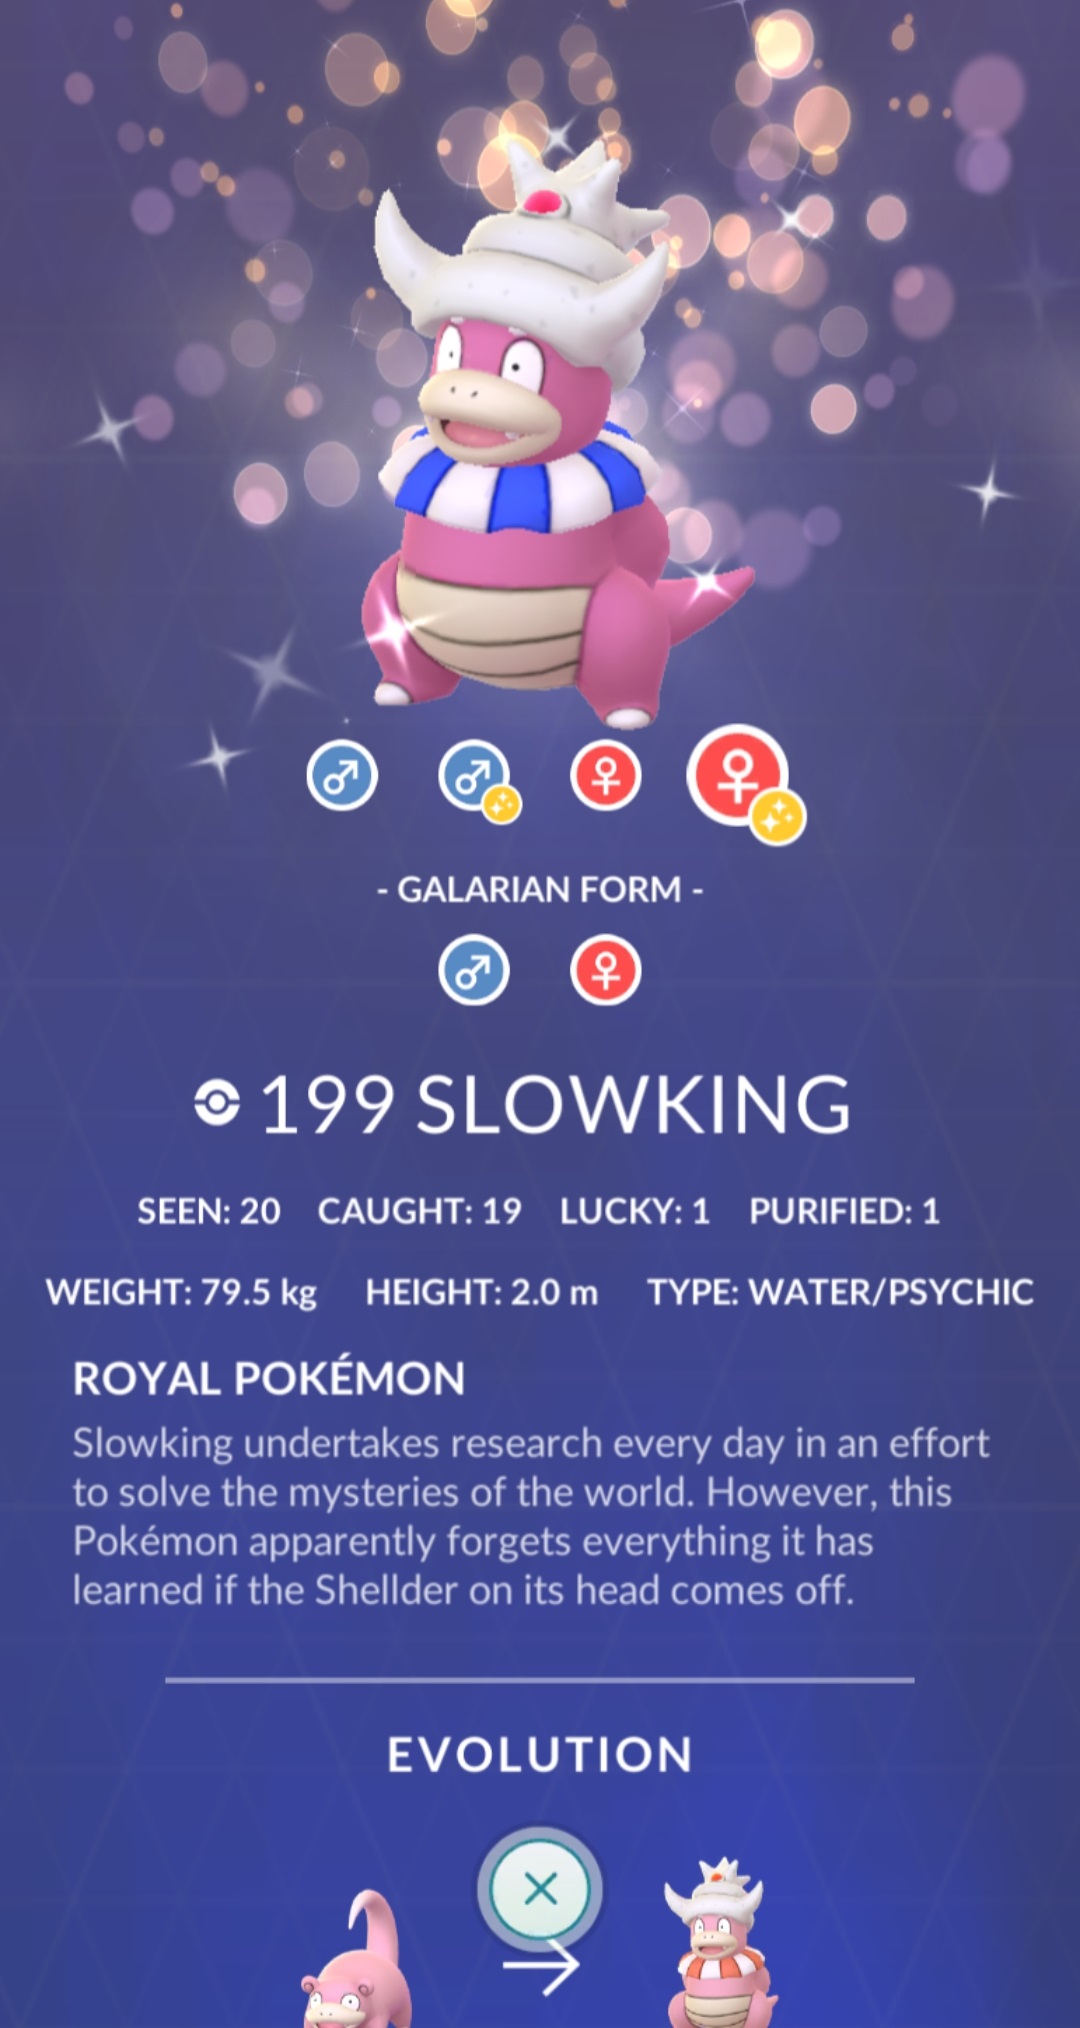 - GALARIAN FORM -
199 SLOWKING
SEEN: 20 CAUGHT: 19 LUCKY: 1 PURIFIED: 1
WEIGHT: 79.5 kg HEIGHT: 2.0 m TYPE: WATER/PSYCHIC
ROYAL POKÉMON
Slowking undertakes research every day in an effort
to solve the mysteries of the world. However, this
Pokémon apparently forgets everything it has
learned if the Shellder on its head comes off.
EVOLUTION